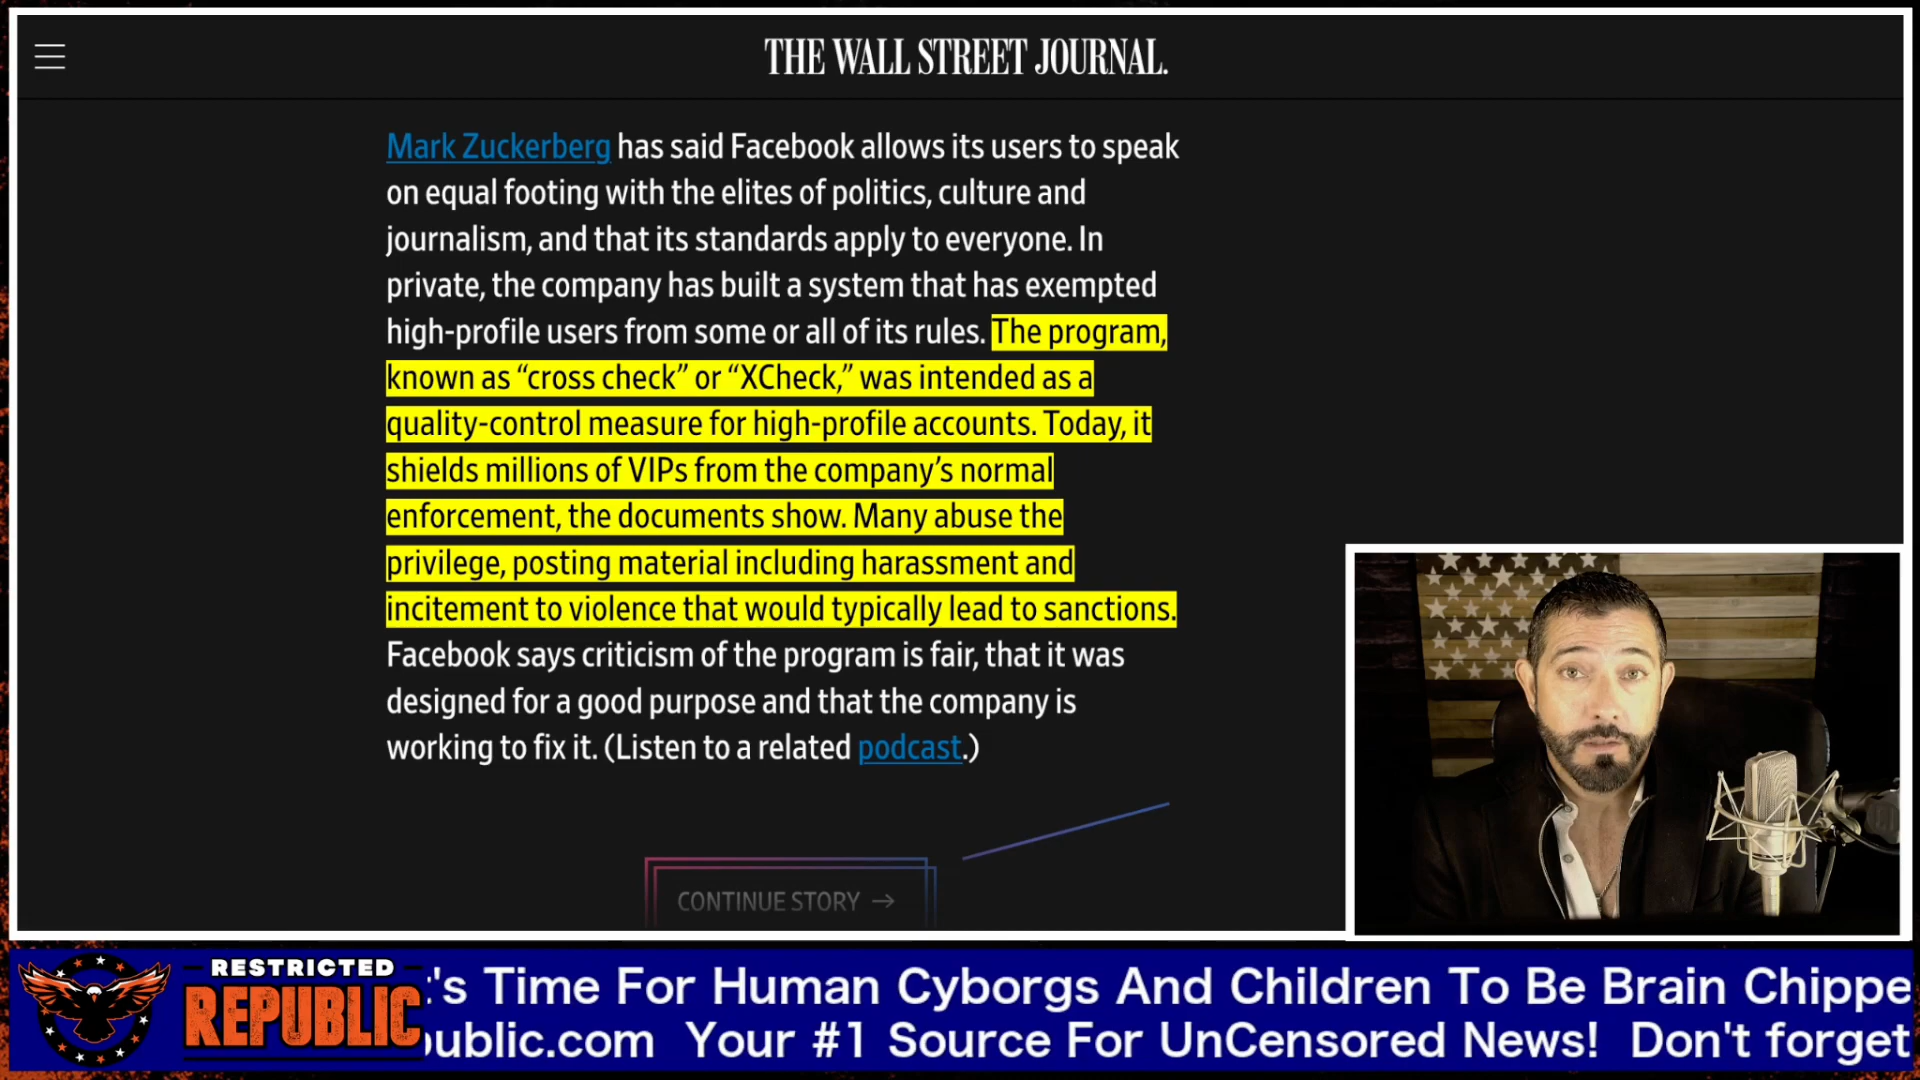 THE WALL STREET JOURNAL.
Mark Zuckerberg has said Facebook allows its users to speak
on equal footing with the elites of politics, culture and
journalism, and that its standards apply to everyone. In
private, the company has built a system that has exempted
high-profile users from some or all of its rules. The program,
known as “cross check” or “XCheck,” was intended as a
quality-control measure for high-profile accounts. Today, it
shields millions of VIPs from the company’s normal
enforcement, the documents show. Many abuse the
privilege, posting material including harassment and
incitement to violence that would typically lead to sanctions.
Facebook says criticism of the program is fair, that it was
designed for a good purpose and that the company is
working to fix it. (Listen to a related podcast.)
CONTINUE STORY →
RESTRICTED
REPUBLIC
's Time For Human Cyborgs And Children To Be Brain Chippe
public.com Your #1 Source For UnCensored News! Don't forget